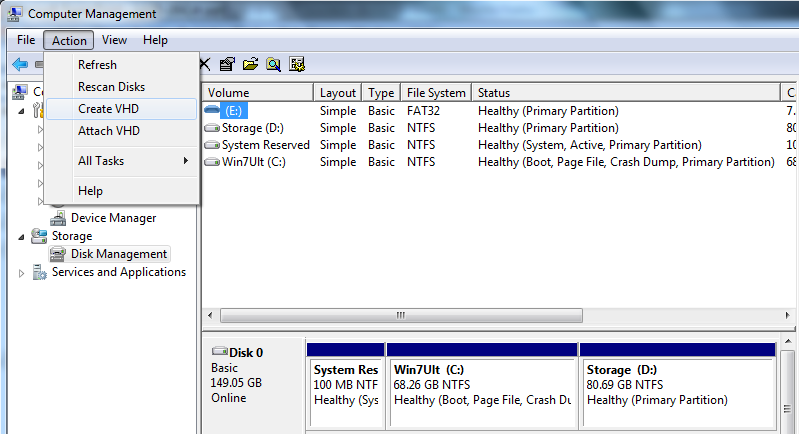 Computer Management
File Action View Help
Refresh
Rescan Disks
Create VHD
Attach VHD
All Tasks
Help
Device Manager
Storage
Disk Management
Services and Applications
Volume Layout Type File System Status
(E:) Simple Basic FAT32 Healthy (Primary Partition) 7.
Storage (D:) Simple Basic NTFS Healthy (Primary Partition) 80
System Reserved Simple Basic NTFS Healthy (System, Active, Primary Partition) 10
Win7Ult (C:) Simple Basic NTFS Healthy (Boot, Page File, Crash Dump, Primary Partition) 68
Disk 0
Basic
149.05 GB
Online
System Res
100 MB NTF
Healthy (Sys
Win7Ult (C:)
68.26 GB NTFS
Healthy (Boot, Page File, Crash Du
Storage (D:)
80.69 GB NTFS
Healthy (Primary Partition)